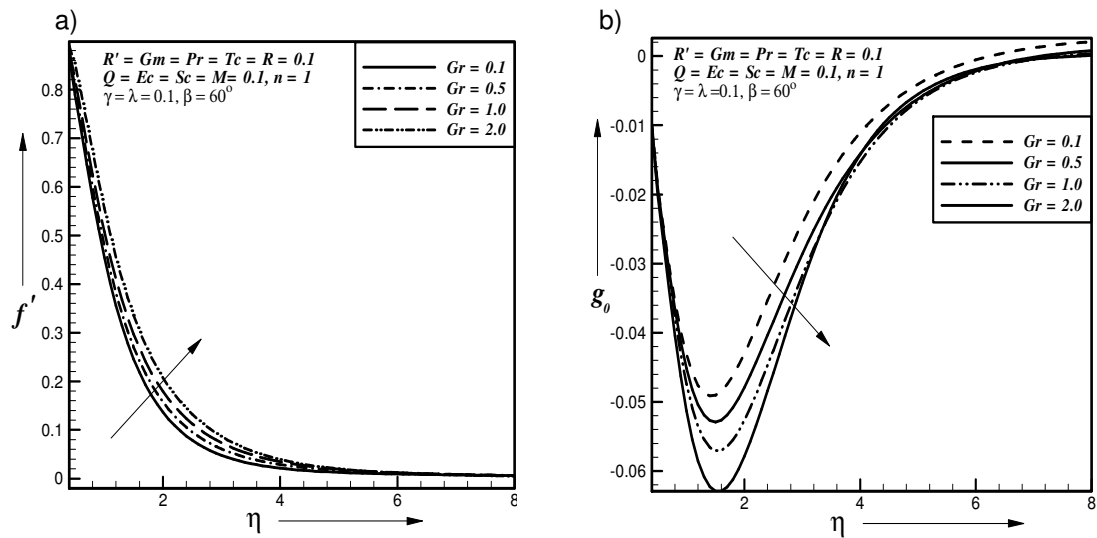 a)
R' = Gm = Pr = Tc = R = 0.1
Q = Ec = Sc = M= 0.1, n = 1
γ = λ = 0.1, β = 60°
Gr = 0.1
Gr = 0.5
Gr = 1.0
Gr = 2.0
0.8
0.7
0.6
0.5
0.4
0.3
0.2
0.1
0
f'
2
4
6
8
η
b)
R' = Gm = Pr = Tc = R = 0.1
Q = Ec = Sc = M = 0.1, n = 1
γ = λ =0.1, β = 60°
Gr = 0.1
Gr = 0.5
Gr = 1.0
Gr = 2.0
0
-0.01
-0.02
-0.03
-0.04
-0.05
-0.06
g₀
2
4
6
8
η